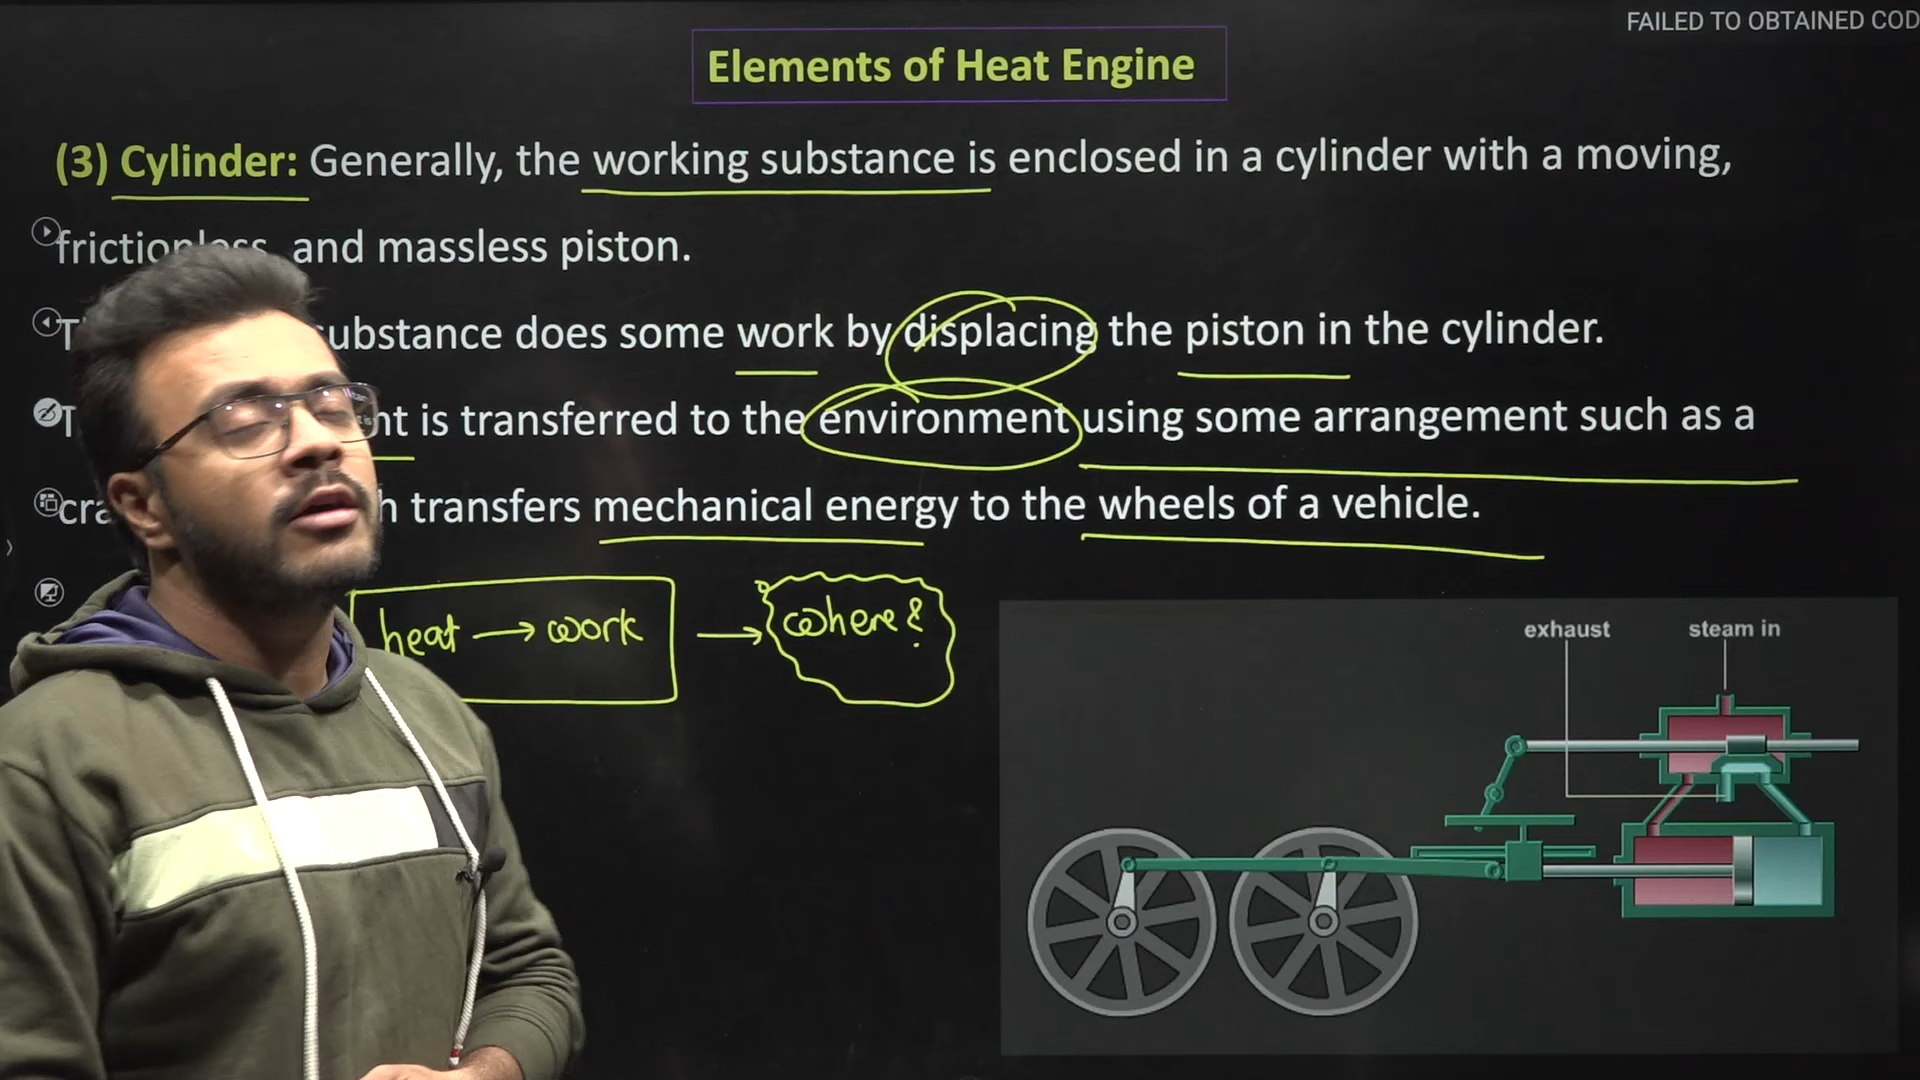 FAILED TO OBTAINED COD
Elements of Heat Engine
(3) Cylinder: Generally, the working substance is enclosed in a cylinder with a moving,
frictionless, and massless piston.
substance does some work by displacing the piston in the cylinder.
is transferred to the environment using some arrangement such as a
transfers mechanical energy to the wheels of a vehicle.
heat → work → where?
exhaust steam in